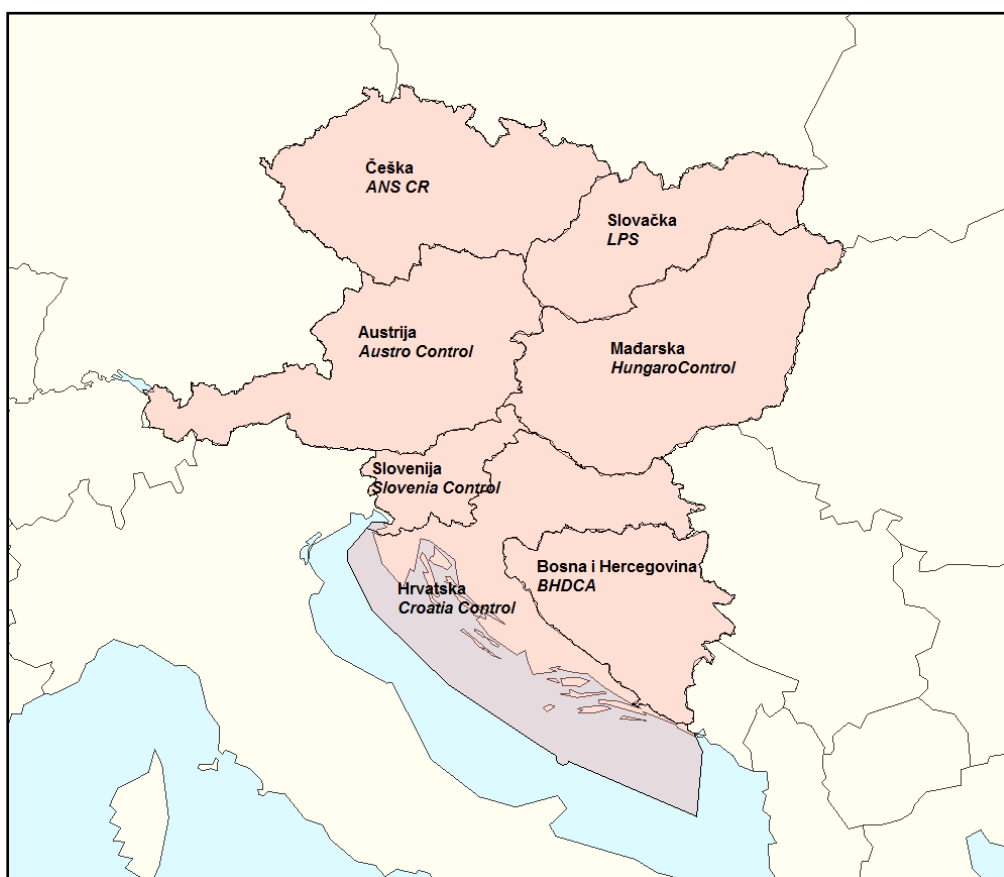 Češka
ANS CR
Slovačka
LPS
Austrija
Austro Control
Mađarska
HungaroControl
Slovenija
Slovenia Control
Bosna i Hercegovina
BHDCA
Hrvatska
Croatia Control